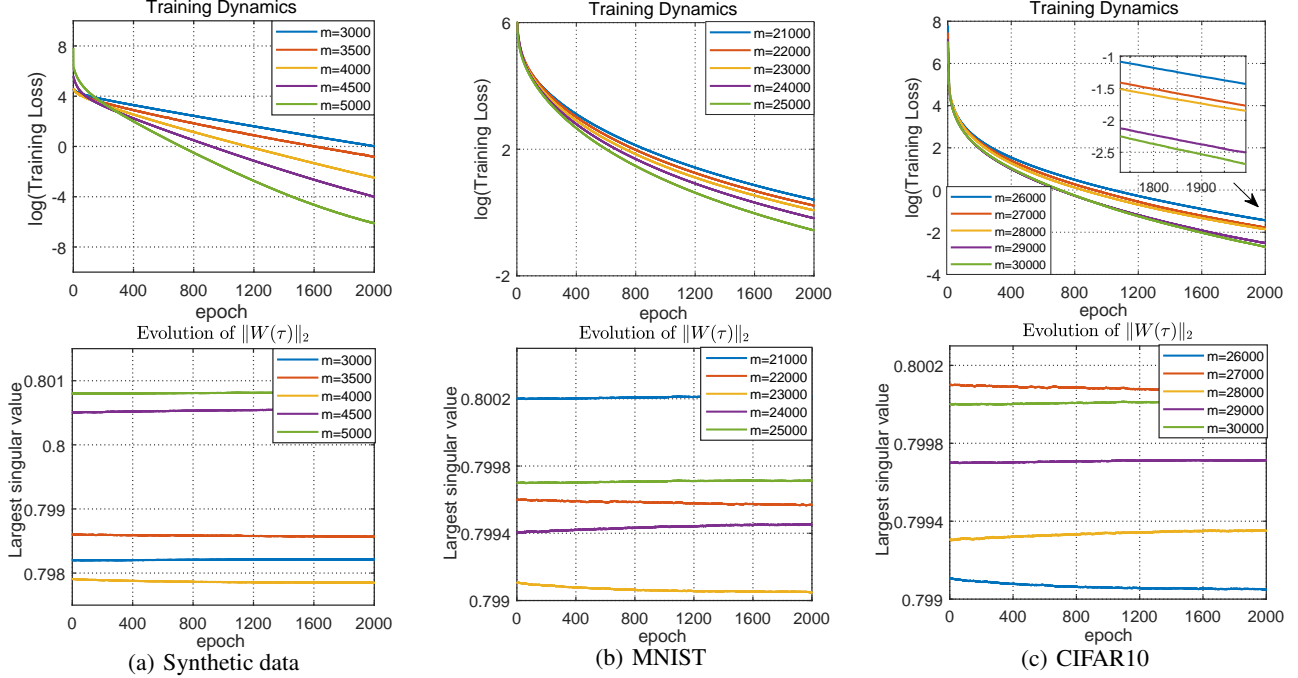 Training Dynamics
log(Training Loss)
8
4
0
-4
-8
m=3000
m=3500
m=4000
m=4500
m=5000
0 400 800 1200 1600 2000
epoch
Training Dynamics
log(Training Loss)
6
2
-2
m=21000
m=22000
m=23000
m=24000
m=25000
0 400 800 1200 1600 2000
epoch
Training Dynamics
log(Training Loss)
8
6
4
2
0
-2
-4
-1
-1.5
-2
-2.5
1800 1900
m=26000
m=27000
m=28000
m=29000
m=30000
0 400 800 1200 1600 2000
epoch
Evolution of ‖W(τ)‖₂
Largest singular value
0.801
0.8
0.799
0.798
m=3000
m=3500
m=4000
m=4500
m=5000
0 400 800 1200 1600 2000
epoch
(a) Synthetic data
Evolution of ‖W(τ)‖₂
Largest singular value
0.8002
0.7998
0.7994
0.799
m=21000
m=22000
m=23000
m=24000
m=25000
0 400 800 1200 1600 2000
epoch
(b) MNIST
Evolution of ‖W(τ)‖₂
Largest singular value
0.8002
0.7998
0.7994
0.799
m=26000
m=27000
m=28000
m=29000
m=30000
0 400 800 1200 1600 2000
epoch
(c) CIFAR10